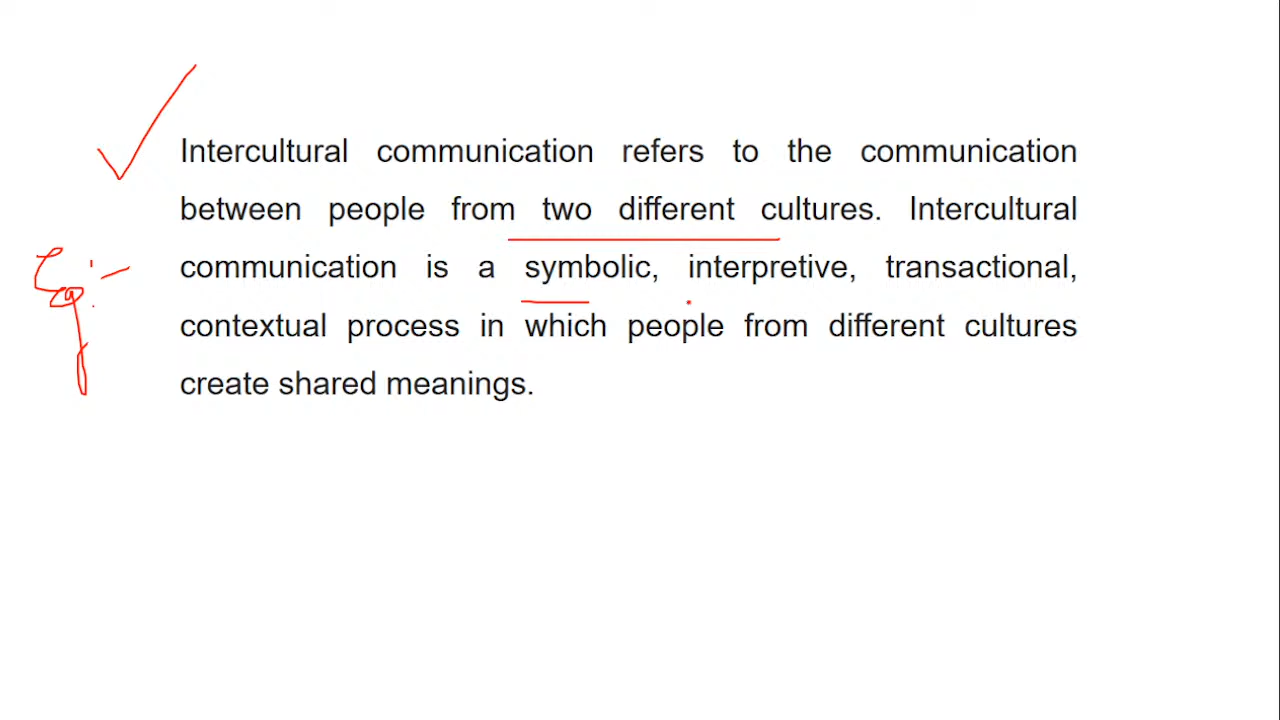 Intercultural communication refers to the communication
between people from two different cultures. Intercultural
Eg:-
communication is a symbolic, interpretive, transactional,
contextual process in which people from different cultures
create shared meanings.